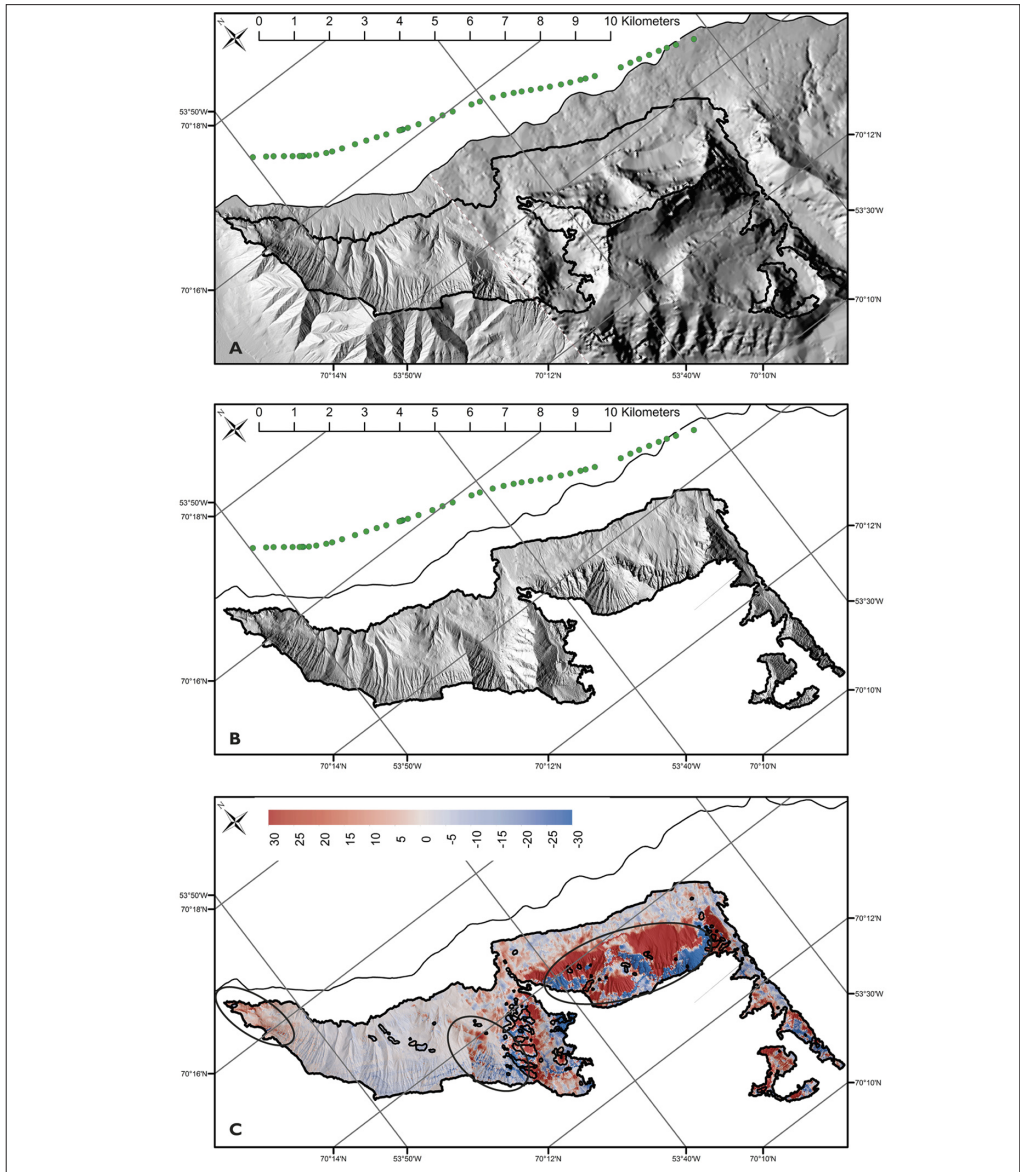 N
0 1 2 3 4 5 6 7 8 9 10 Kilometers
53°50'W
70°18'N
70°12'N
53°30'W
70°16'N
70°10'N
A
70°14'N 53°50'W 70°12'N 53°40'W 70°10'N
N
0 1 2 3 4 5 6 7 8 9 10 Kilometers
53°50'W
70°18'N
70°12'N
53°30'W
70°16'N
70°10'N
B
70°14'N 53°50'W 70°12'N 53°40'W 70°10'N
N
30 25 20 15 10 5 0 -5 -10 -15 -20 -25 -30
53°50'W
70°18'N
70°12'N
53°30'W
70°16'N
70°10'N
C
70°14'N 53°50'W 70°12'N 53°40'W 70°10'N